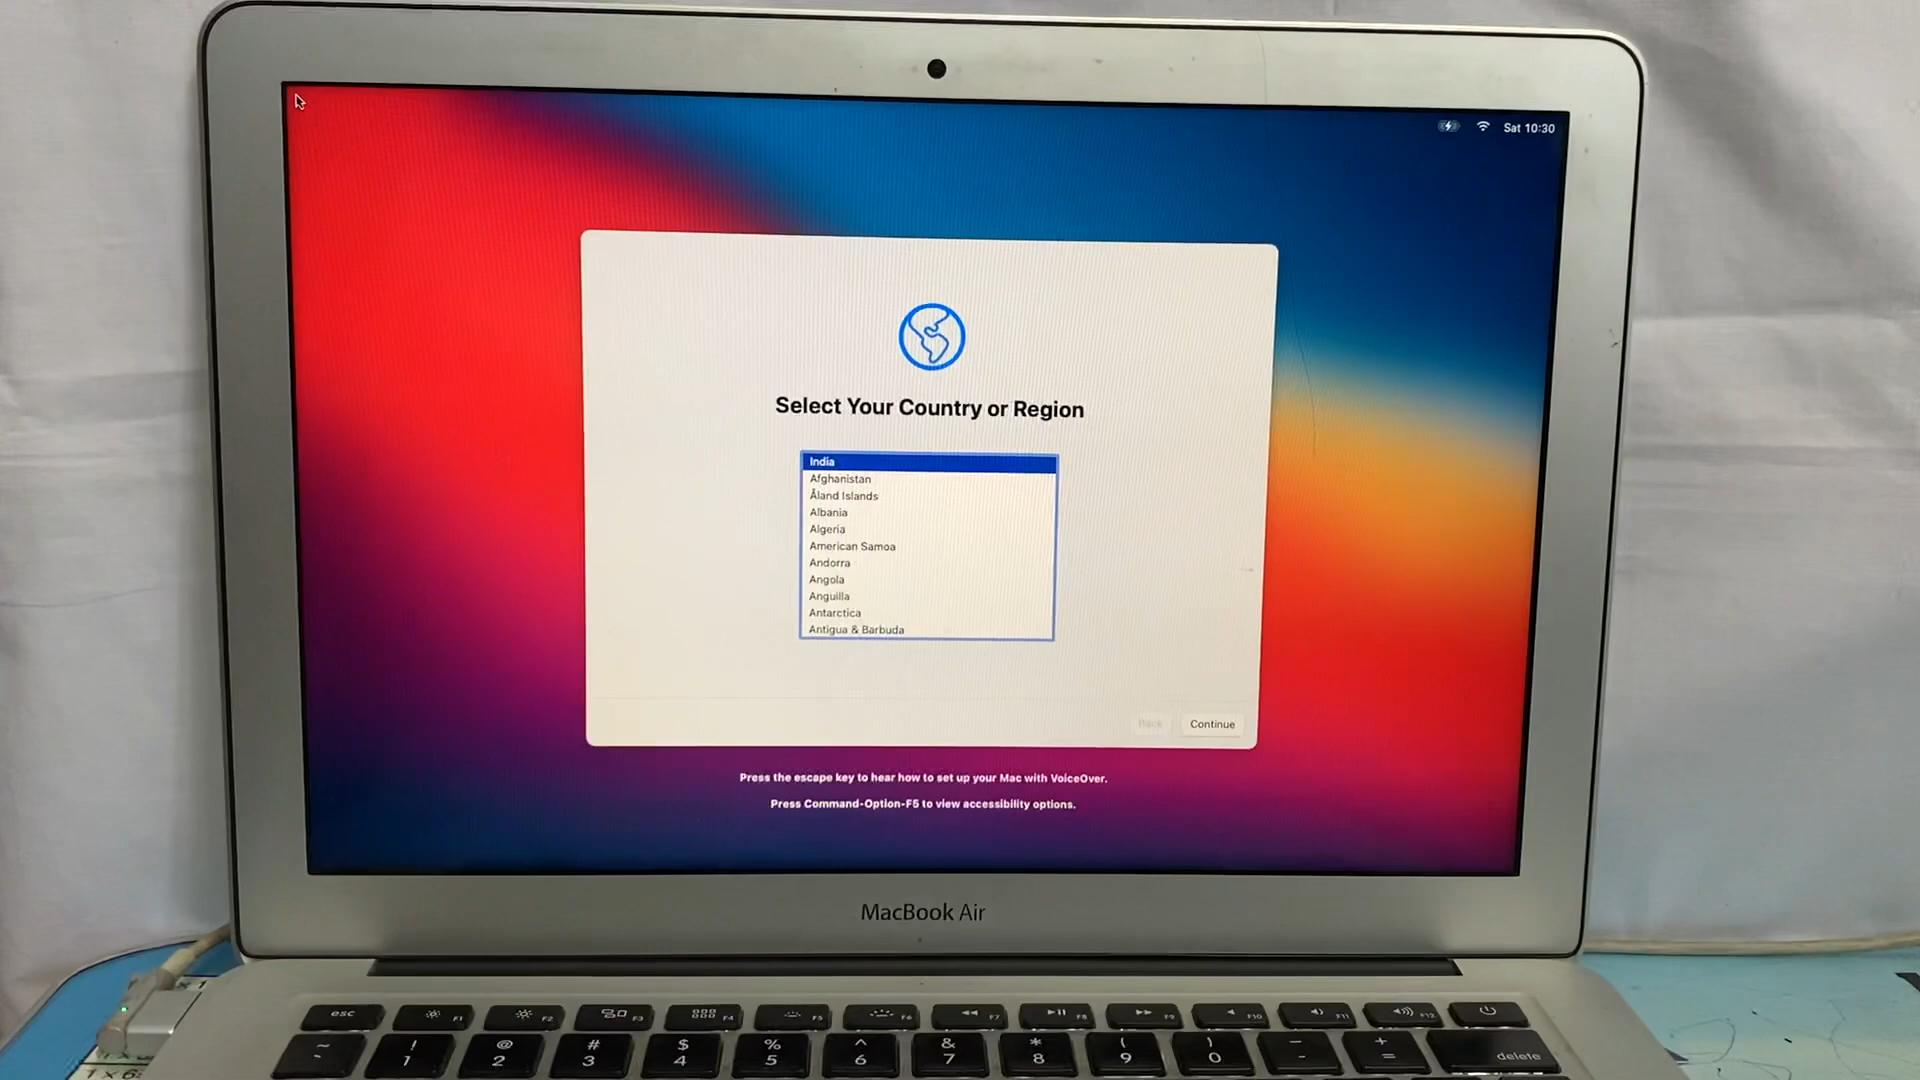 Sat 10:30
Select Your Country or Region
India
Afghanistan
Åland Islands
Albania
Algeria
American Samoa
Andorra
Angola
Anguilla
Antarctica
Antigua & Barbuda
Back Continue
Press the escape key to hear how to set up your Mac with VoiceOver.
Press Command-Option-F5 to view accessibility options.
MacBook Air
esc F1 F2 F3 F4 F5 F6 F7 F8 F9 F10 F11 F12
~ ! @ # $ % ^ & * ( ) — +
1 2 3 4 5 6 7 8 9 0 - = delete
1 x 6